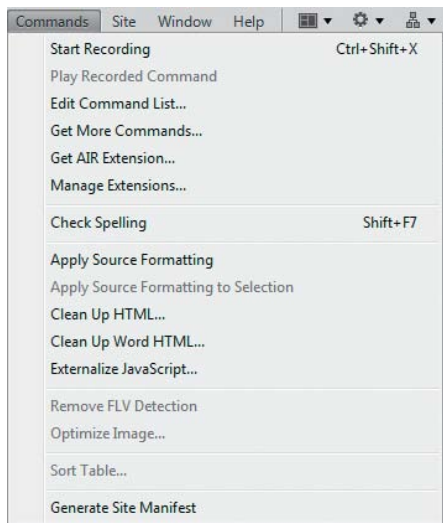 Commands Site Window Help
Start Recording Ctrl+Shift+X
Play Recorded Command
Edit Command List...
Get More Commands...
Get AIR Extension...
Manage Extensions...
Check Spelling Shift+F7
Apply Source Formatting
Apply Source Formatting to Selection
Clean Up HTML...
Clean Up Word HTML...
Externalize JavaScript...
Remove FLV Detection
Optimize Image...
Sort Table...
Generate Site Manifest